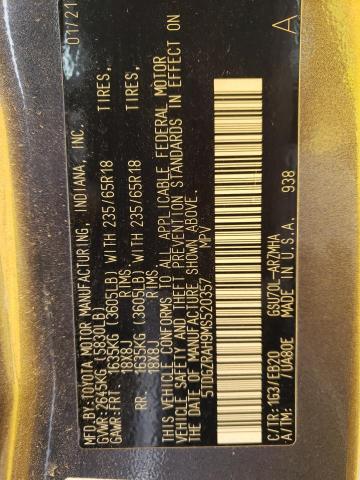 MFD.BY: TOYOTA MOTOR MANUFACTURING, INDIANA, INC. 01/21
GVWR: 2645KG (5830LB)
GAWR: FRT. 1635KG (3605LB) WITH 235/65R18 TIRES,
18X8J RIMS
RR. 1635KG (3605LB) WITH 235/65R18 TIRES,
18X8J RIMS
THIS VEHICLE CONFORMS TO ALL APPLICABLE FEDERAL MOTOR
VEHICLE SAFETY AND THEFT PREVENTION STANDARDS IN EFFECT ON
THE DATE OF MANUFACTURE SHOWN ABOVE.
5TDGZRAH9MS520357 MPV
A
938
C/TR: 1G3/EB20 GSU70L-ARZMHA
A/TM: /UA80E MADE IN U.S.A.